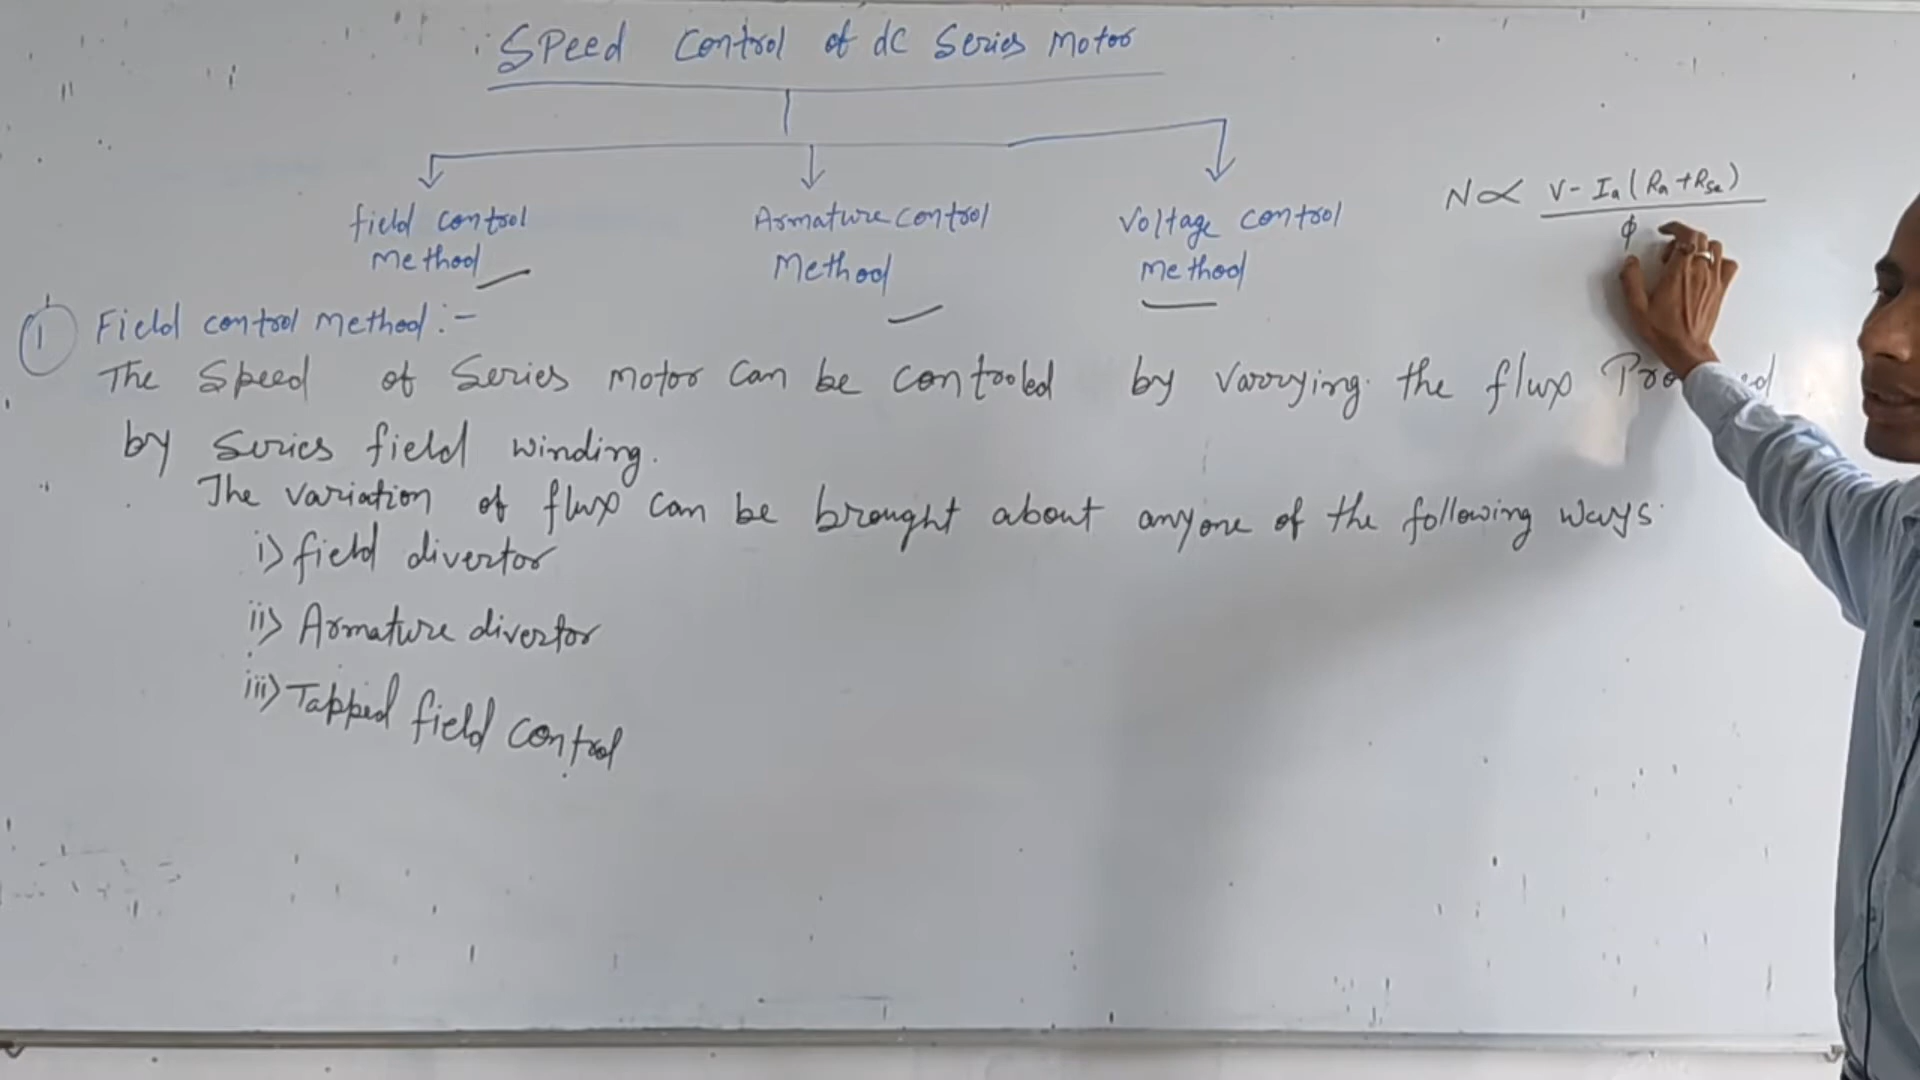 Speed Control of dc Series Motor
field control Method
Armature control Method
Voltage control Method
N ∝ V - Ia (Ra + Rse) / ϕ
1 Field control Method :-
The Speed of Series motor can be controoled by varrying the flux
by series field winding.
The variation of flux can be brought about anyone of the following ways
i) field divertor
ii) Armature divertor
iii) Tapped field control